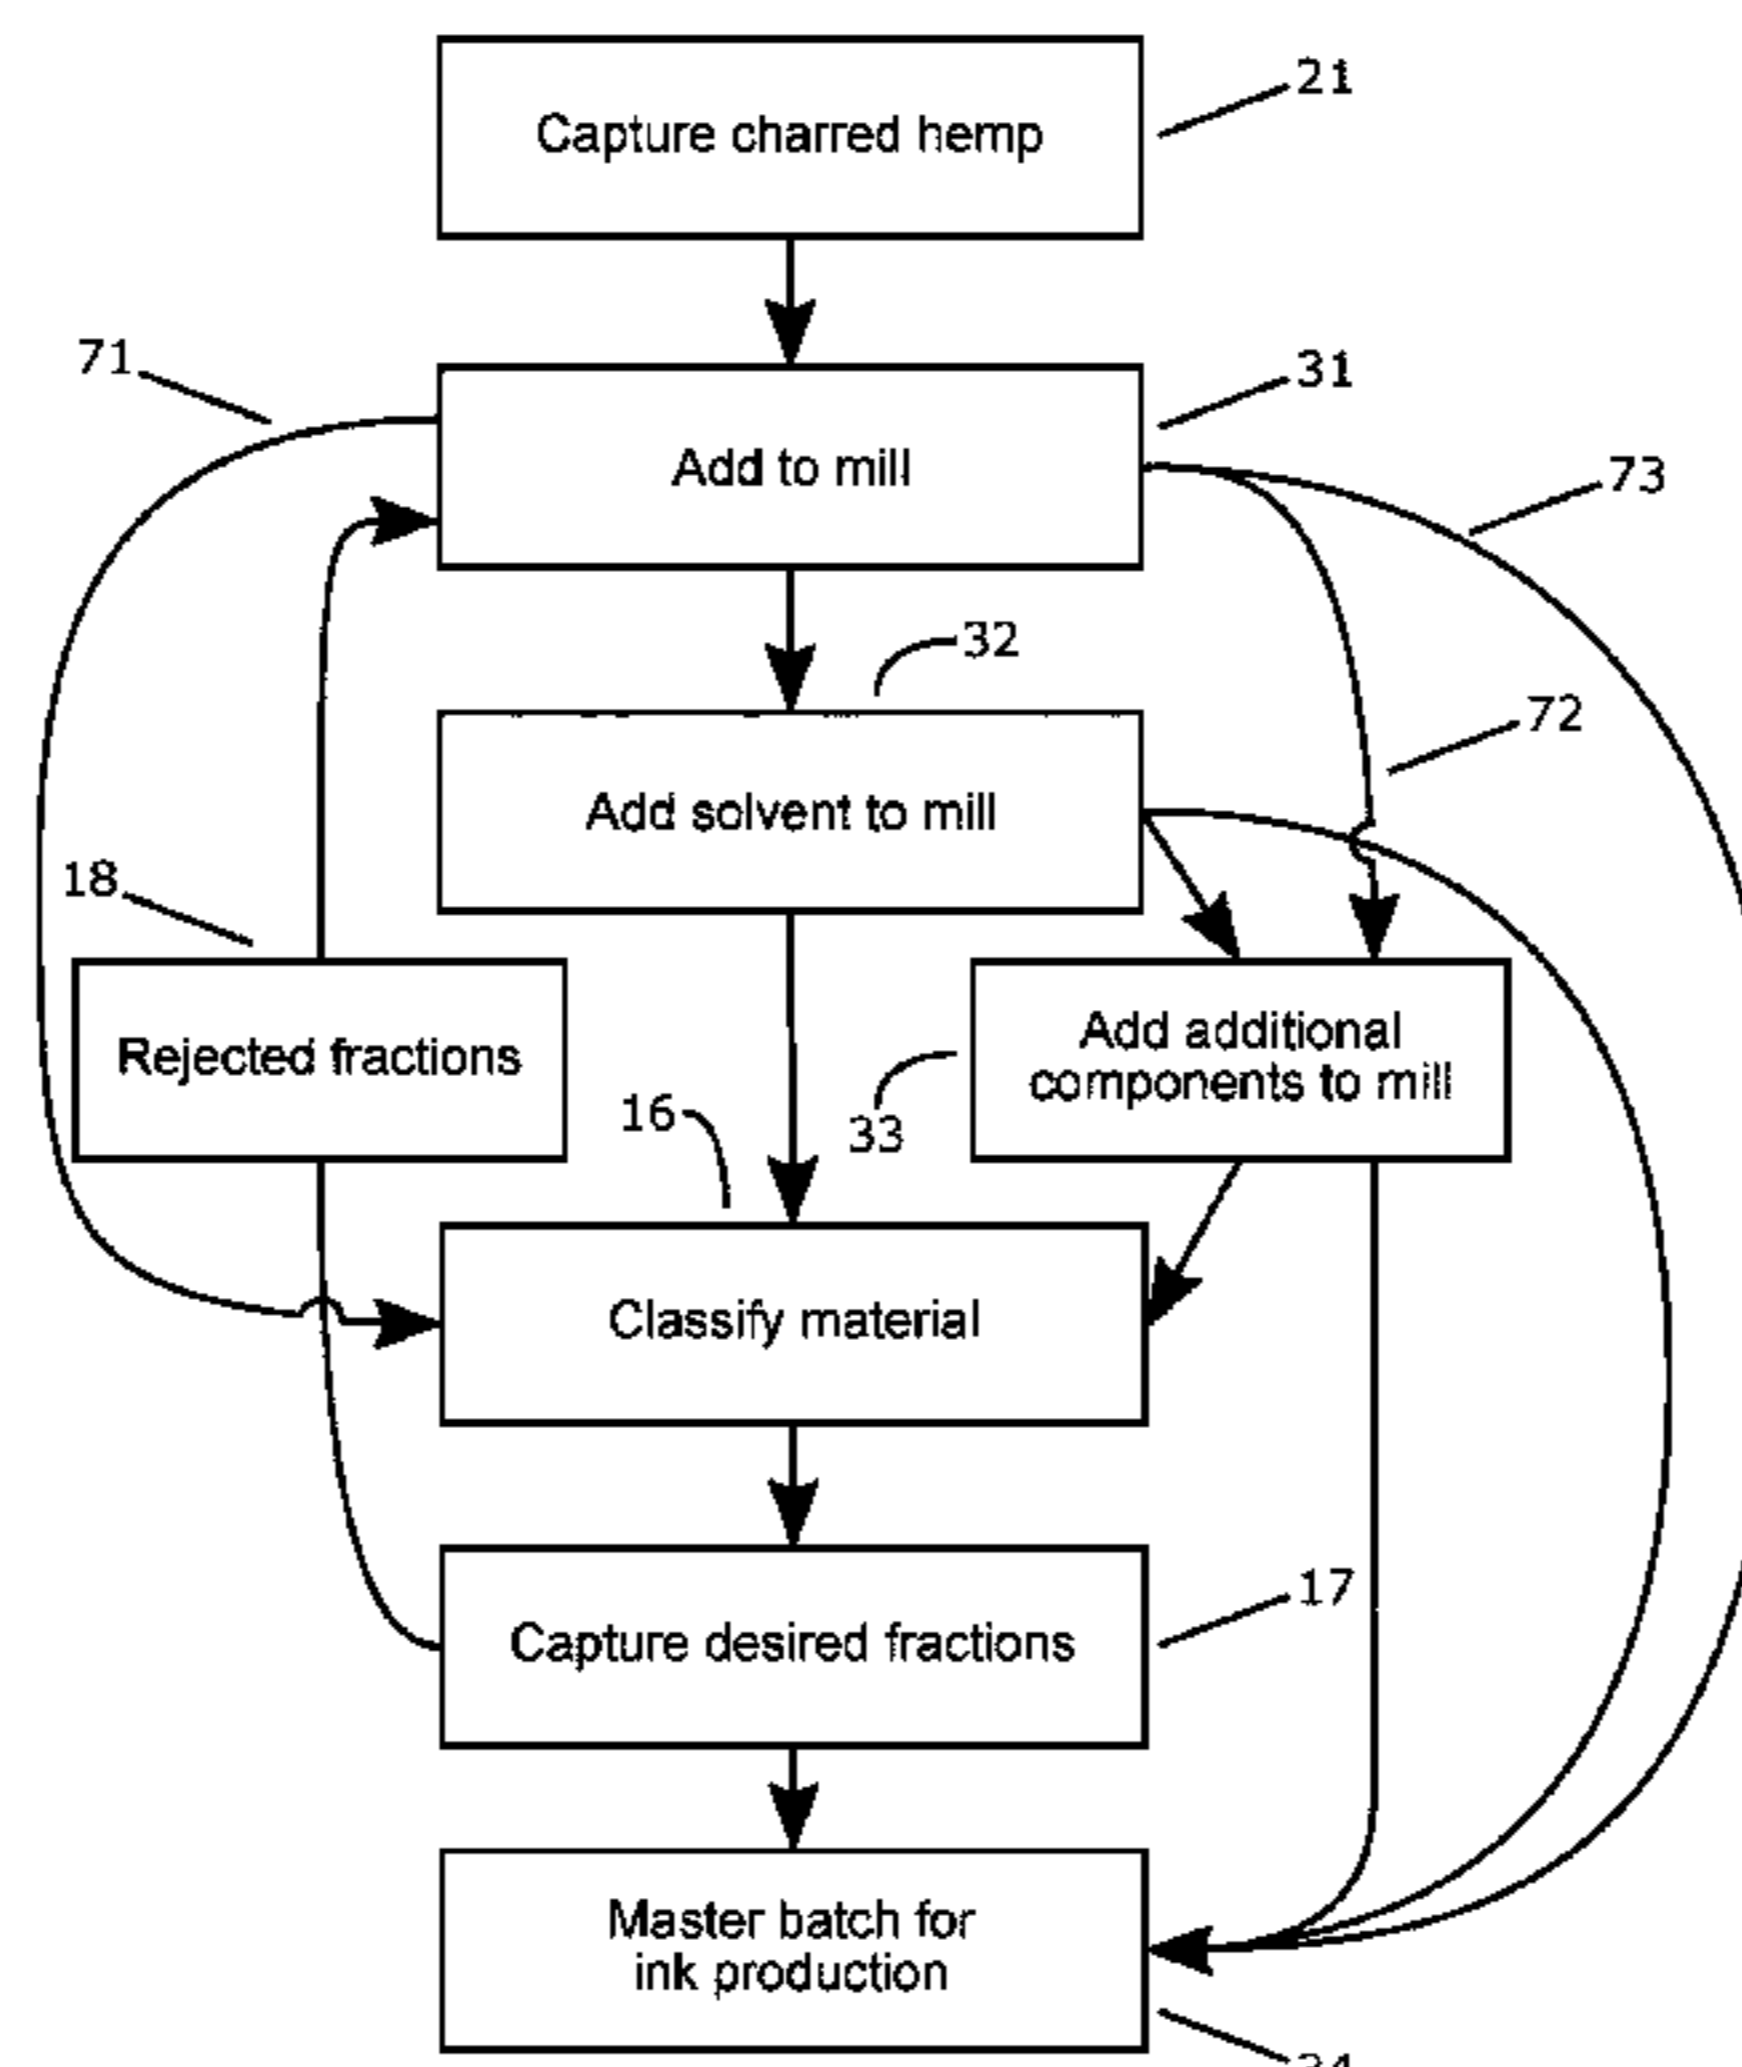 21
Capture charred hemp
71
31
Add to mill
73
32
72
Add solvent to mill
18
Rejected fractions
Add additional
components to mill
16
33
Classify material
17
Capture desired fractions
Master batch for
ink production